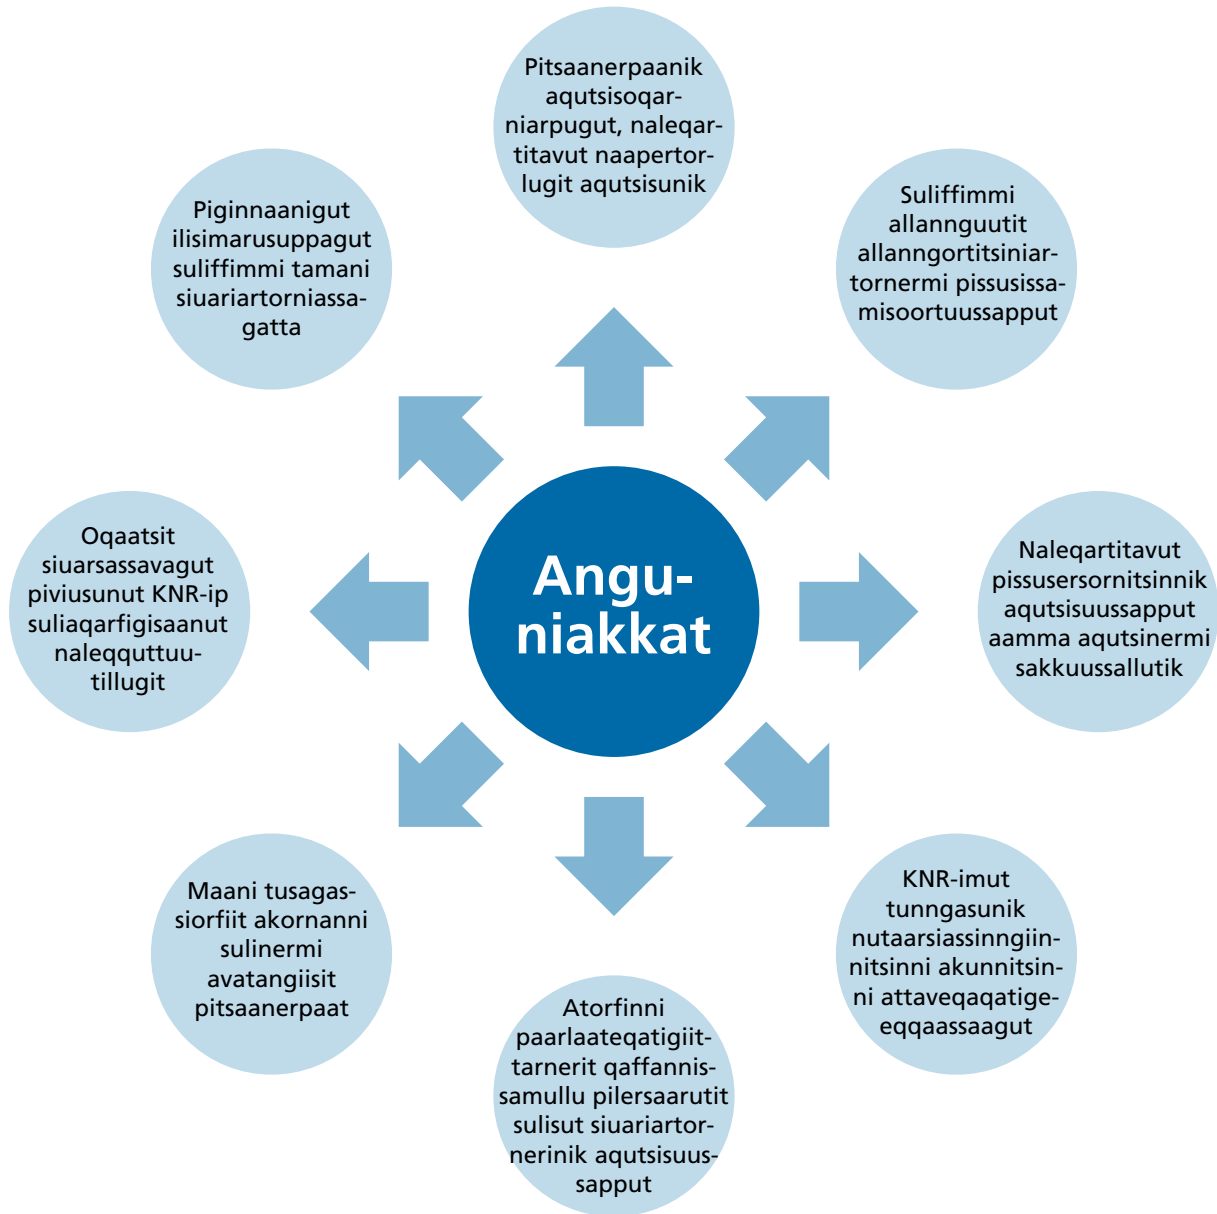 Pitsaanerpaanik
aqutsisoqar-
niarpugut, naleqar-
titavut naapertor-
lugit aqutsisunik
Suliffimmi
allannguutit
allanngortitsiniar-
tornermi pissusissa-
misoortuussapput
Naleqartitavut
pissusersornitsinnik
aqutsisuussapput
aamma aqutsinermi
sakkuussallutik
KNR-imut
tunngasunik
nutaarsiassinngiin-
nitsinni akunnitsin-
ni attaveqaqatige-
eqqaassaagut
Atorfinni
paarlaateqatigiit-
tarnerit qaffannis-
samullu pilersaarutit
sulisut siuariartor-
nerinik aqutsisuus-
sapput
Maani tusagas-
siorfiit akornanni
sulinermi
avatangiisit
pitsaanerpaat
Oqaatsit
siuarsassavagut
piviusunut KNR-ip
suliaqarfigisaanut
naleqquttuu-
tillugit
Piginnaanigut
ilisimarusuppagut
suliffimmi tamani
siuariartorniassa-
gatta
Angu-
niakkat